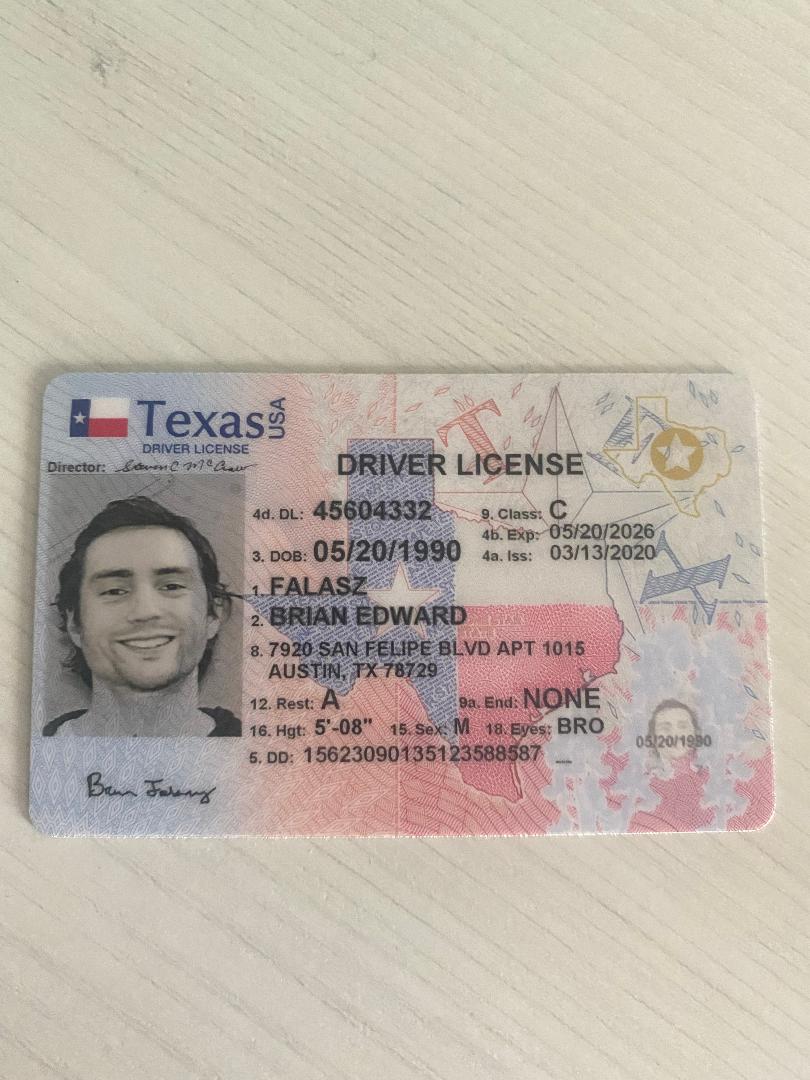 Texas USA
DRIVER LICENSE
Director: Steven C McCraw
DRIVER LICENSE
4d. DL: 45604332 9. Class: C
4b. Exp: 05/20/2026
3. DOB: 05/20/1990 4a. Iss: 03/13/2020
1. FALASZ
2. BRIAN EDWARD
8. 7920 SAN FELIPE BLVD APT 1015
AUSTIN, TX 78729
12. Rest: A 9a. End: NONE
16. Hgt: 5'-08" 15. Sex: M 18. Eyes: BRO
5. DD: 15623090135123588587
05/20/1990